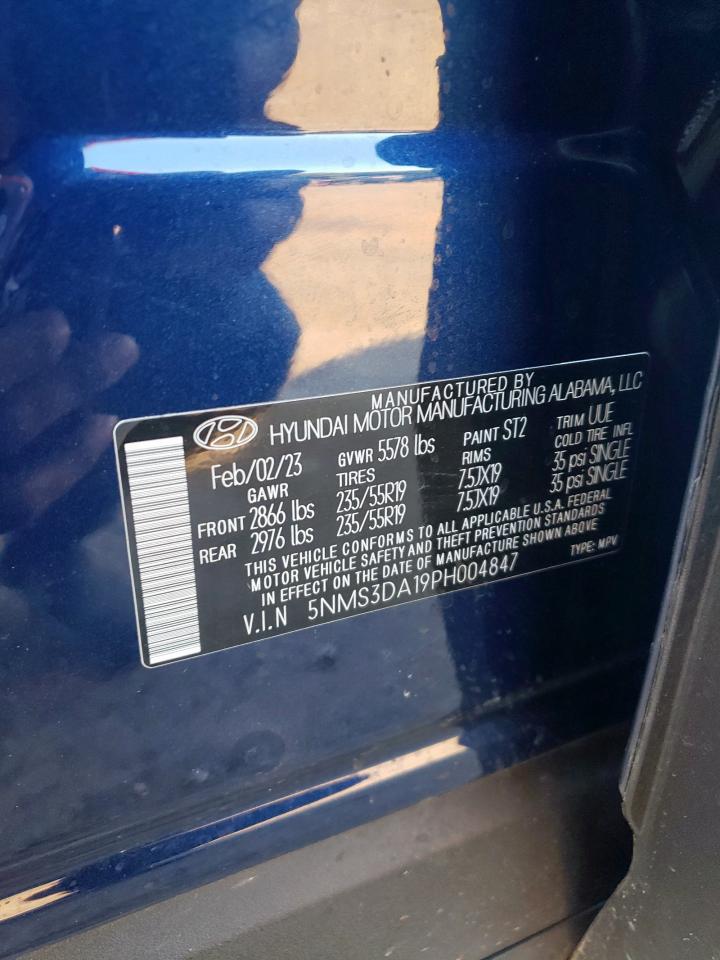 MANUFACTURED BY
HYUNDAI MOTOR MANUFACTURING ALABAMA, LLC
Feb/02/23 GVWR 5578 lbs PAINT ST2 TRIM UUE
GAWR TIRES RIMS COLD TIRE INFL
FRONT 2866 lbs 235/55R19 7.5JX19 35 psi SINGLE
REAR 2976 lbs 235/55R19 7.5JX19 35 psi SINGLE
THIS VEHICLE CONFORMS TO ALL APPLICABLE U.S.A. FEDERAL
MOTOR VEHICLE SAFETY AND THEFT PREVENTION STANDARDS
IN EFFECT ON THE DATE OF MANUFACTURE SHOWN ABOVE
V.I.N 5NMS3DA19PH004847 TYPE: MPV